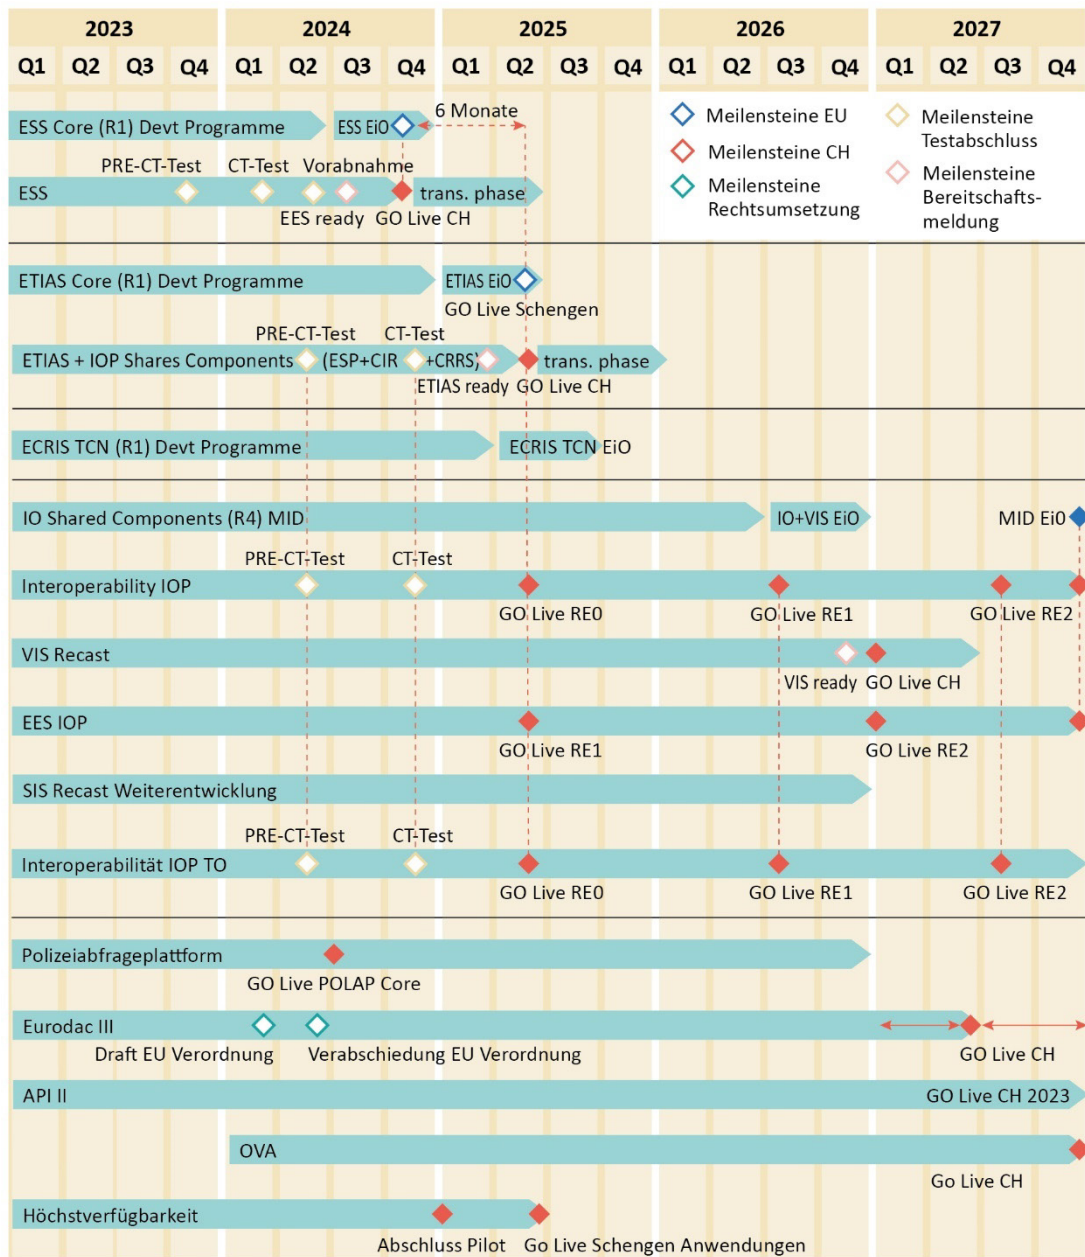 2023 2024 2025 2026 2027
Q1 Q2 Q3 Q4 Q1 Q2 Q3 Q4 Q1 Q2 Q3 Q4 Q1 Q2 Q3 Q4 Q1 Q2 Q3 Q4
Meilensteine EU
Meilensteine CH
Meilensteine
Rechtsumsetzung
Meilensteine
Testabschluss
Meilensteine
Bereitschafts-
meldung
6 Monate
ESS Core (R1) Devt Programme ESS EiO
PRE-CT-Test CT-Test Vorabnahme
ESS trans. phase
EES ready GO Live CH
ETIAS Core (R1) Devt Programme ETIAS EiO
GO Live Schengen
PRE-CT-Test CT-Test
ETIAS + IOP Shares Components (ESP+CIR +CRRS) trans. phase
ETIAS ready GO Live CH
ECRIS TCN (R1) Devt Programme ECRIS TCN EiO
IO Shared Components (R4) MID IO+VIS EiO MID Ei0
PRE-CT-Test CT-Test
Interoperability IOP
GO Live RE0 GO Live RE1 GO Live RE2
VIS Recast
VIS ready GO Live CH
EES IOP
GO Live RE1 GO Live RE2
SIS Recast Weiterentwicklung
PRE-CT-Test CT-Test
Interoperabilität IOP TO
GO Live RE0 GO Live RE1 GO Live RE2
Polizeiabfrageplattform
GO Live POLAP Core
Eurodac III
Draft EU Verordnung Verabschiedung EU Verordnung GO Live CH
API II GO Live CH 2023
OVA
Go Live CH
Höchstverfügbarkeit
Abschluss Pilot Go Live Schengen Anwendungen